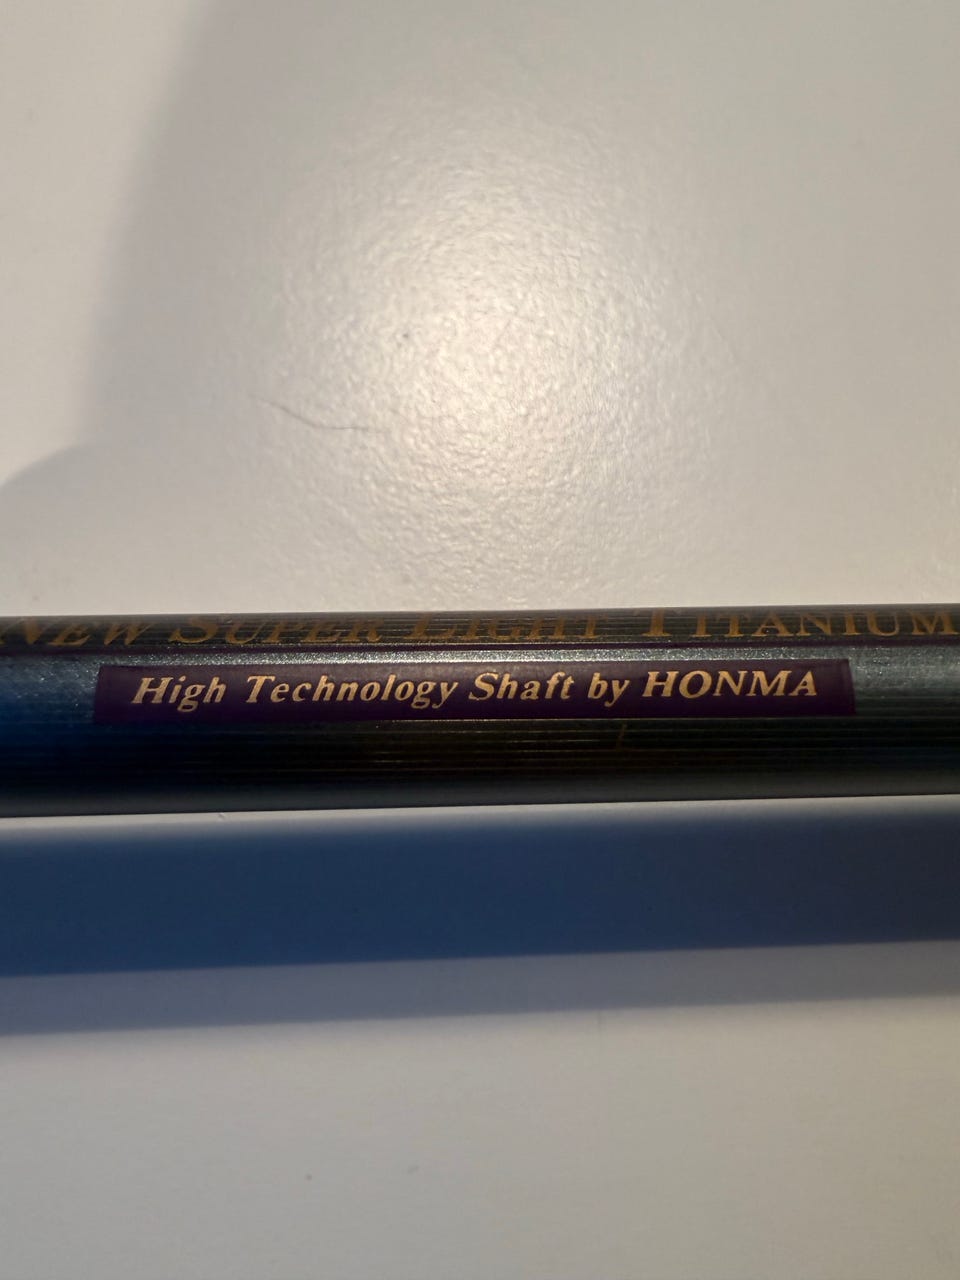 NEW SUPER LIGHT TITANIUM
High Technology Shaft by HONMA